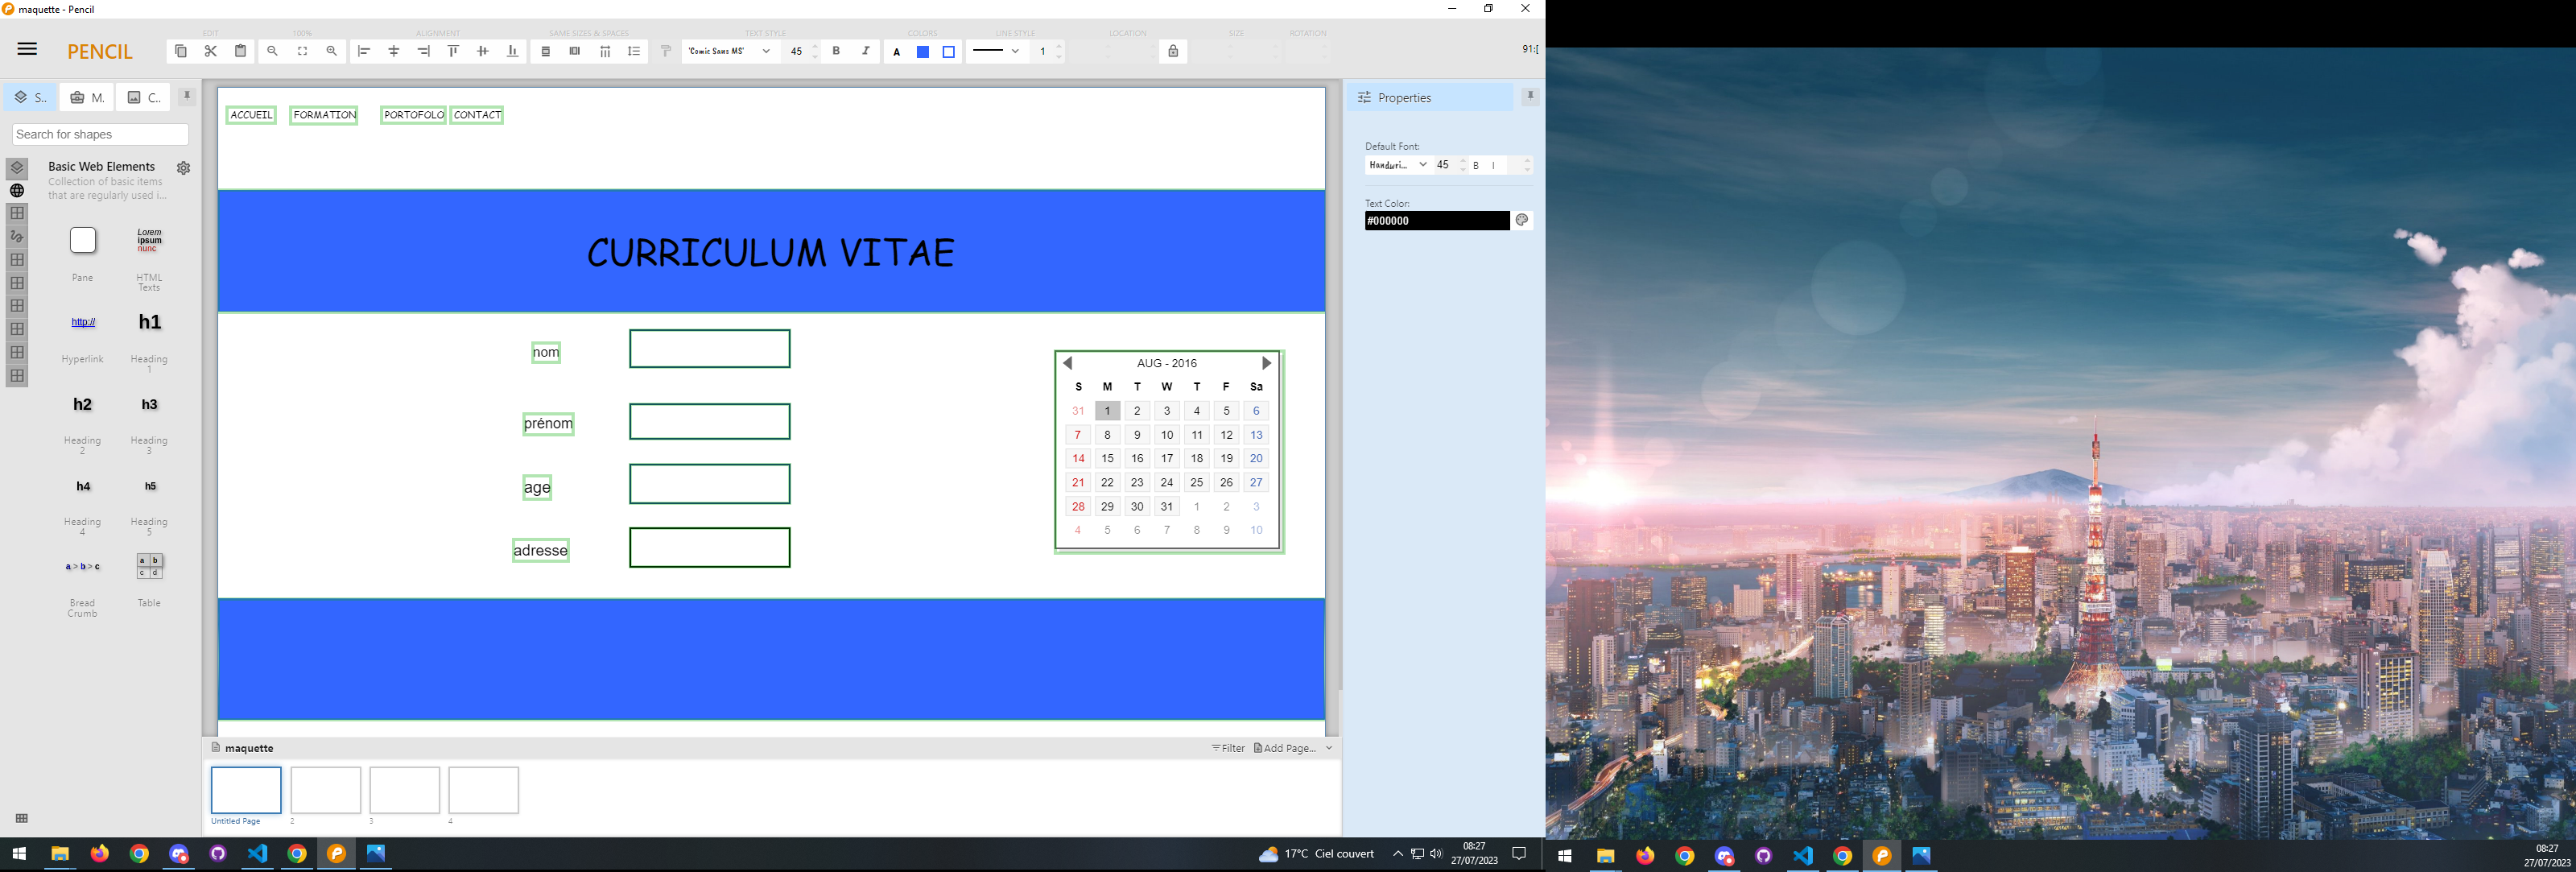 maquette - Pencil
PENCIL
EDIT
100%
ALIGNMENT
SAME SIZES & SPACES
TEXT STYLE
COLORS
LINE STYLE
LOCATION
SIZE
ROTATION
'Comic Sans MS'
45
B
I
A
1
91:[
S..
M.
C..
Search for shapes
Basic Web Elements
Collection of basic items
that are regularly used i...
Lorem
ipsum
nunc
Pane
HTML
Texts
http://
h1
Hyperlink
Heading
1
h2
h3
Heading
2
Heading
3
h4
h5
Heading
4
Heading
5
a > b > c
a b
c d
Bread
Crumb
Table
ACCUEIL
FORMATION
PORTOFOLO
CONTACT
CURRICULUM VITAE
nom
prénom
age
adresse
AUG - 2016
S M T W T F Sa
31 1 2 3 4 5 6
7 8 9 10 11 12 13
14 15 16 17 18 19 20
21 22 23 24 25 26 27
28 29 30 31 1 2 3
4 5 6 7 8 9 10
Properties
Default Font:
Handwri...
45
B
I
Text Color:
#000000
maquette
Filter
Add Page...
Untitled Page
2
3
4
17°C Ciel couvert
08:27
27/07/2023
08:27
27/07/2023